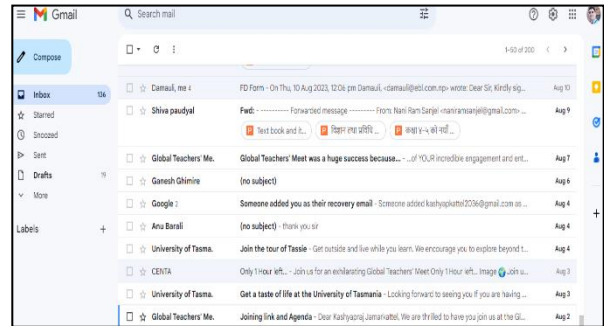 Gmail
Search mail
Compose
1-50 of 200
Inbox 136
Starred
Snoozed
Sent
Drafts 19
More
Labels +
Damauli, me 4 FD Form - On Thu, 10 Aug 2023, 12:06 pm Damauli, <damauli@ebl.com.np> wrote: Dear Sir, Kindly sig... Aug 10
Shiva paudyal Fwd: - ---------- Forwarded message --------- From: Nani Ram Sanjel <naniramsanjel@gmail.com> ... Aug 9
Text book and it... विज्ञान तथा प्रविधि ... कक्षा ४-५ को नयाँ ...
Global Teachers' Me. Global Teachers' Meet was a huge success because... - ...of YOUR incredible engagement and ent... Aug 7
Ganesh Ghimire (no subject) Aug 6
Google 2 Someone added you as their recovery email - Someone added kashyapkattel2036@gmail.com as ... Aug 4
Anu Barali (no subject) - thank you sir Aug 4
University of Tasma. Join the tour of Tassie - Get outside and live while you learn. We encourage you to explore beyond t... Aug 4
CENTA Only 1 Hour left... - Join us for an exhilarating Global Teachers' Meet Only 1 Hour left... Image Join u... Aug 3
University of Tasma. Get a taste of life at the University of Tasmania - Looking forward to seeing you if you are having ... Aug 3
Global Teachers' Me. Joining link and Agenda - Dear Kashyapraj Jamarkattel, We are thrilled to have you join us at the Gl... Aug 2